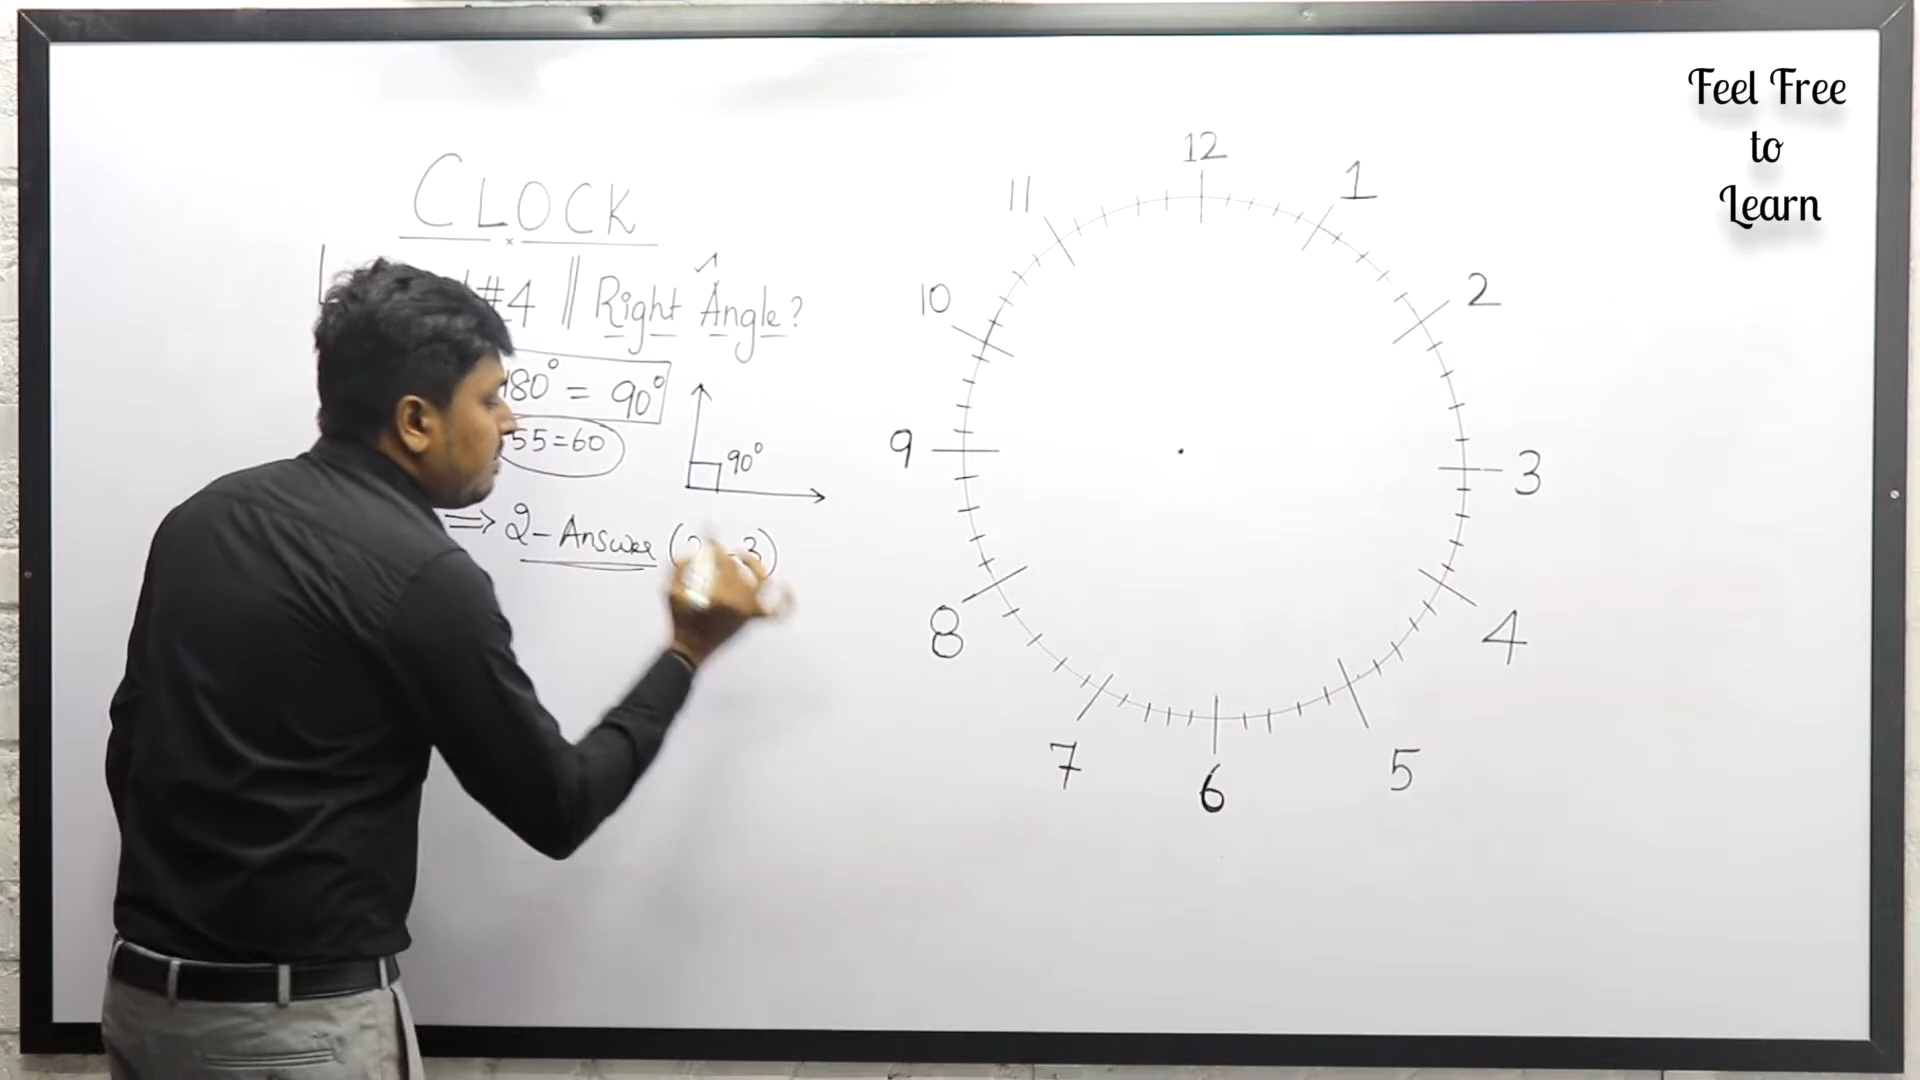 CLOCK
#4 || Right Angle?
180° = 90°
55=60
90°
⇒ 2-Answer (2 - 3)
12
1
2
3
4
5
6
7
8
9
10
11
Feel Free
to
Learn